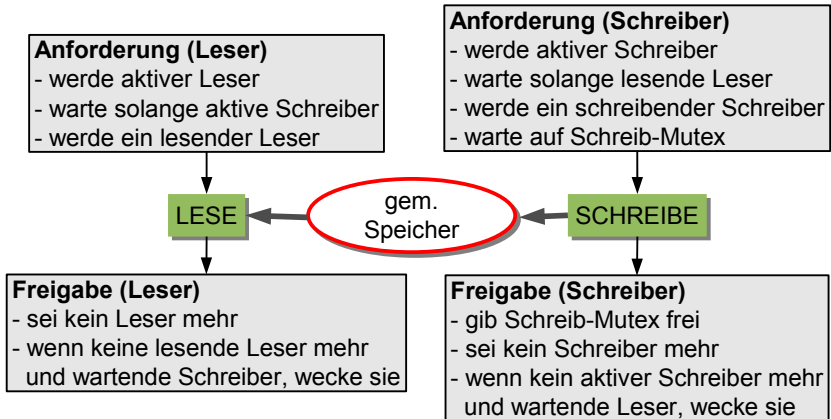 Anforderung (Leser)
- werde aktiver Leser
- warte solange aktive Schreiber
- werde ein lesender Leser
Anforderung (Schreiber)
- werde aktiver Schreiber
- warte solange lesende Leser
- werde ein schreibender Schreiber
- warte auf Schreib-Mutex
LESE
gem.
Speicher
SCHREIBE
Freigabe (Leser)
- sei kein Leser mehr
- wenn keine lesende Leser mehr
und wartende Schreiber, wecke sie
Freigabe (Schreiber)
- gib Schreib-Mutex frei
- sei kein Schreiber mehr
- wenn kein aktiver Schreiber mehr
und wartende Leser, wecke sie